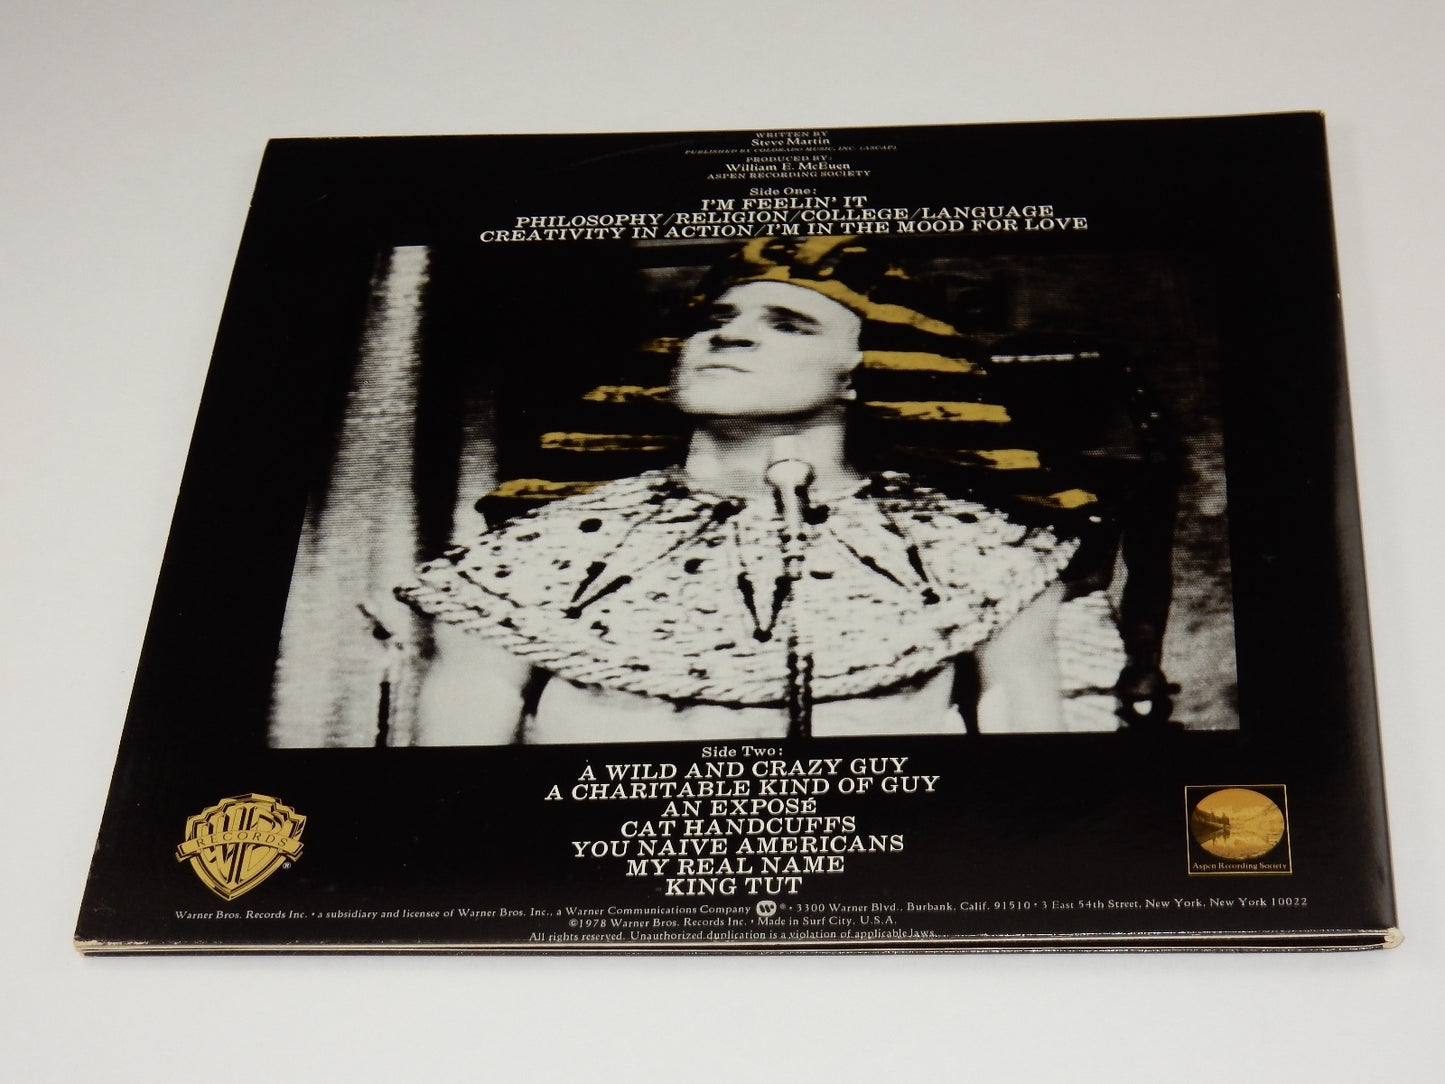 WRITTEN BY
Steve Martin
PUBLISHED BY COLORADO MUSIC, INC. (ASCAP)
PRODUCED BY:
William E. McEuen
ASPEN RECORDING SOCIETY
Side One:
I'M FEELIN' IT
PHILOSOPHY/RELIGION/COLLEGE/LANGUAGE
CREATIVITY IN ACTION/I'M IN THE MOOD FOR LOVE
Side Two:
A WILD AND CRAZY GUY
A CHARITABLE KIND OF GUY
AN EXPOSÉ
CAT HANDCUFFS
YOU NAIVE AMERICANS
MY REAL NAME
KING TUT
WB
RECORDS
®
Aspen Recording Society
Warner Bros. Records Inc. • a subsidiary and licensee of Warner Bros. Inc., a Warner Communications Company ® • 3300 Warner Blvd., Burbank, Calif. 91510 • 3 East 54th Street, New York, New York 10022
©1978 Warner Bros. Records Inc. • Made in Surf City, U.S.A.
All rights reserved. Unauthorized duplication is a violation of applicable laws.